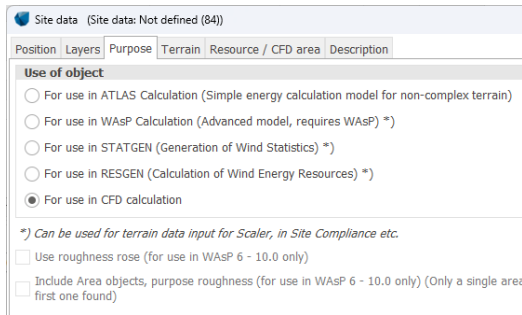 Site data (Site data: Not defined (84))
Position Layers Purpose Terrain Resource / CFD area Description
Use of object
For use in ATLAS Calculation (Simple energy calculation model for non-complex terrain)
For use in WAsP Calculation (Advanced model, requires WAsP) *)
For use in STATGEN (Generation of Wind Statistics) *)
For use in RESGEN (Calculation of Wind Energy Resources) *)
For use in CFD calculation
*) Can be used for terrain data input for Scaler, in Site Compliance etc.
Use roughness rose (for use in WAsP 6 - 10.0 only)
Include Area objects, purpose roughness (for use in WAsP 6 - 10.0 only) (Only a single area
first one found)